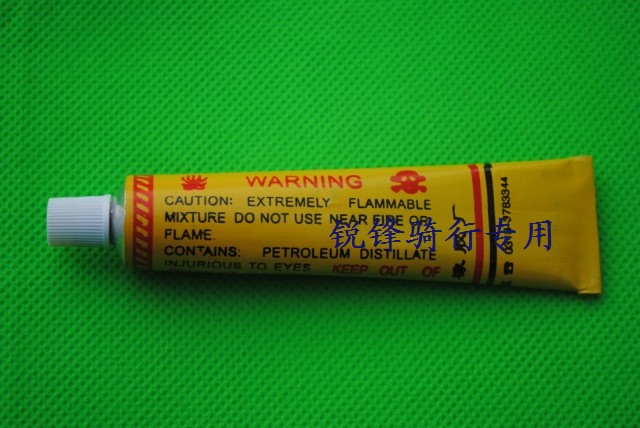 WARNING
CAUTION: EXTREMELY FLAMMABLE
MIXTURE DO NOT USE NEAR FIRE OR
FLAME.
CONTAINS: PETROLEUM DISTILLATE
INJURIOUS TO EYES KEEP OUT OF
锐锋骑行专用